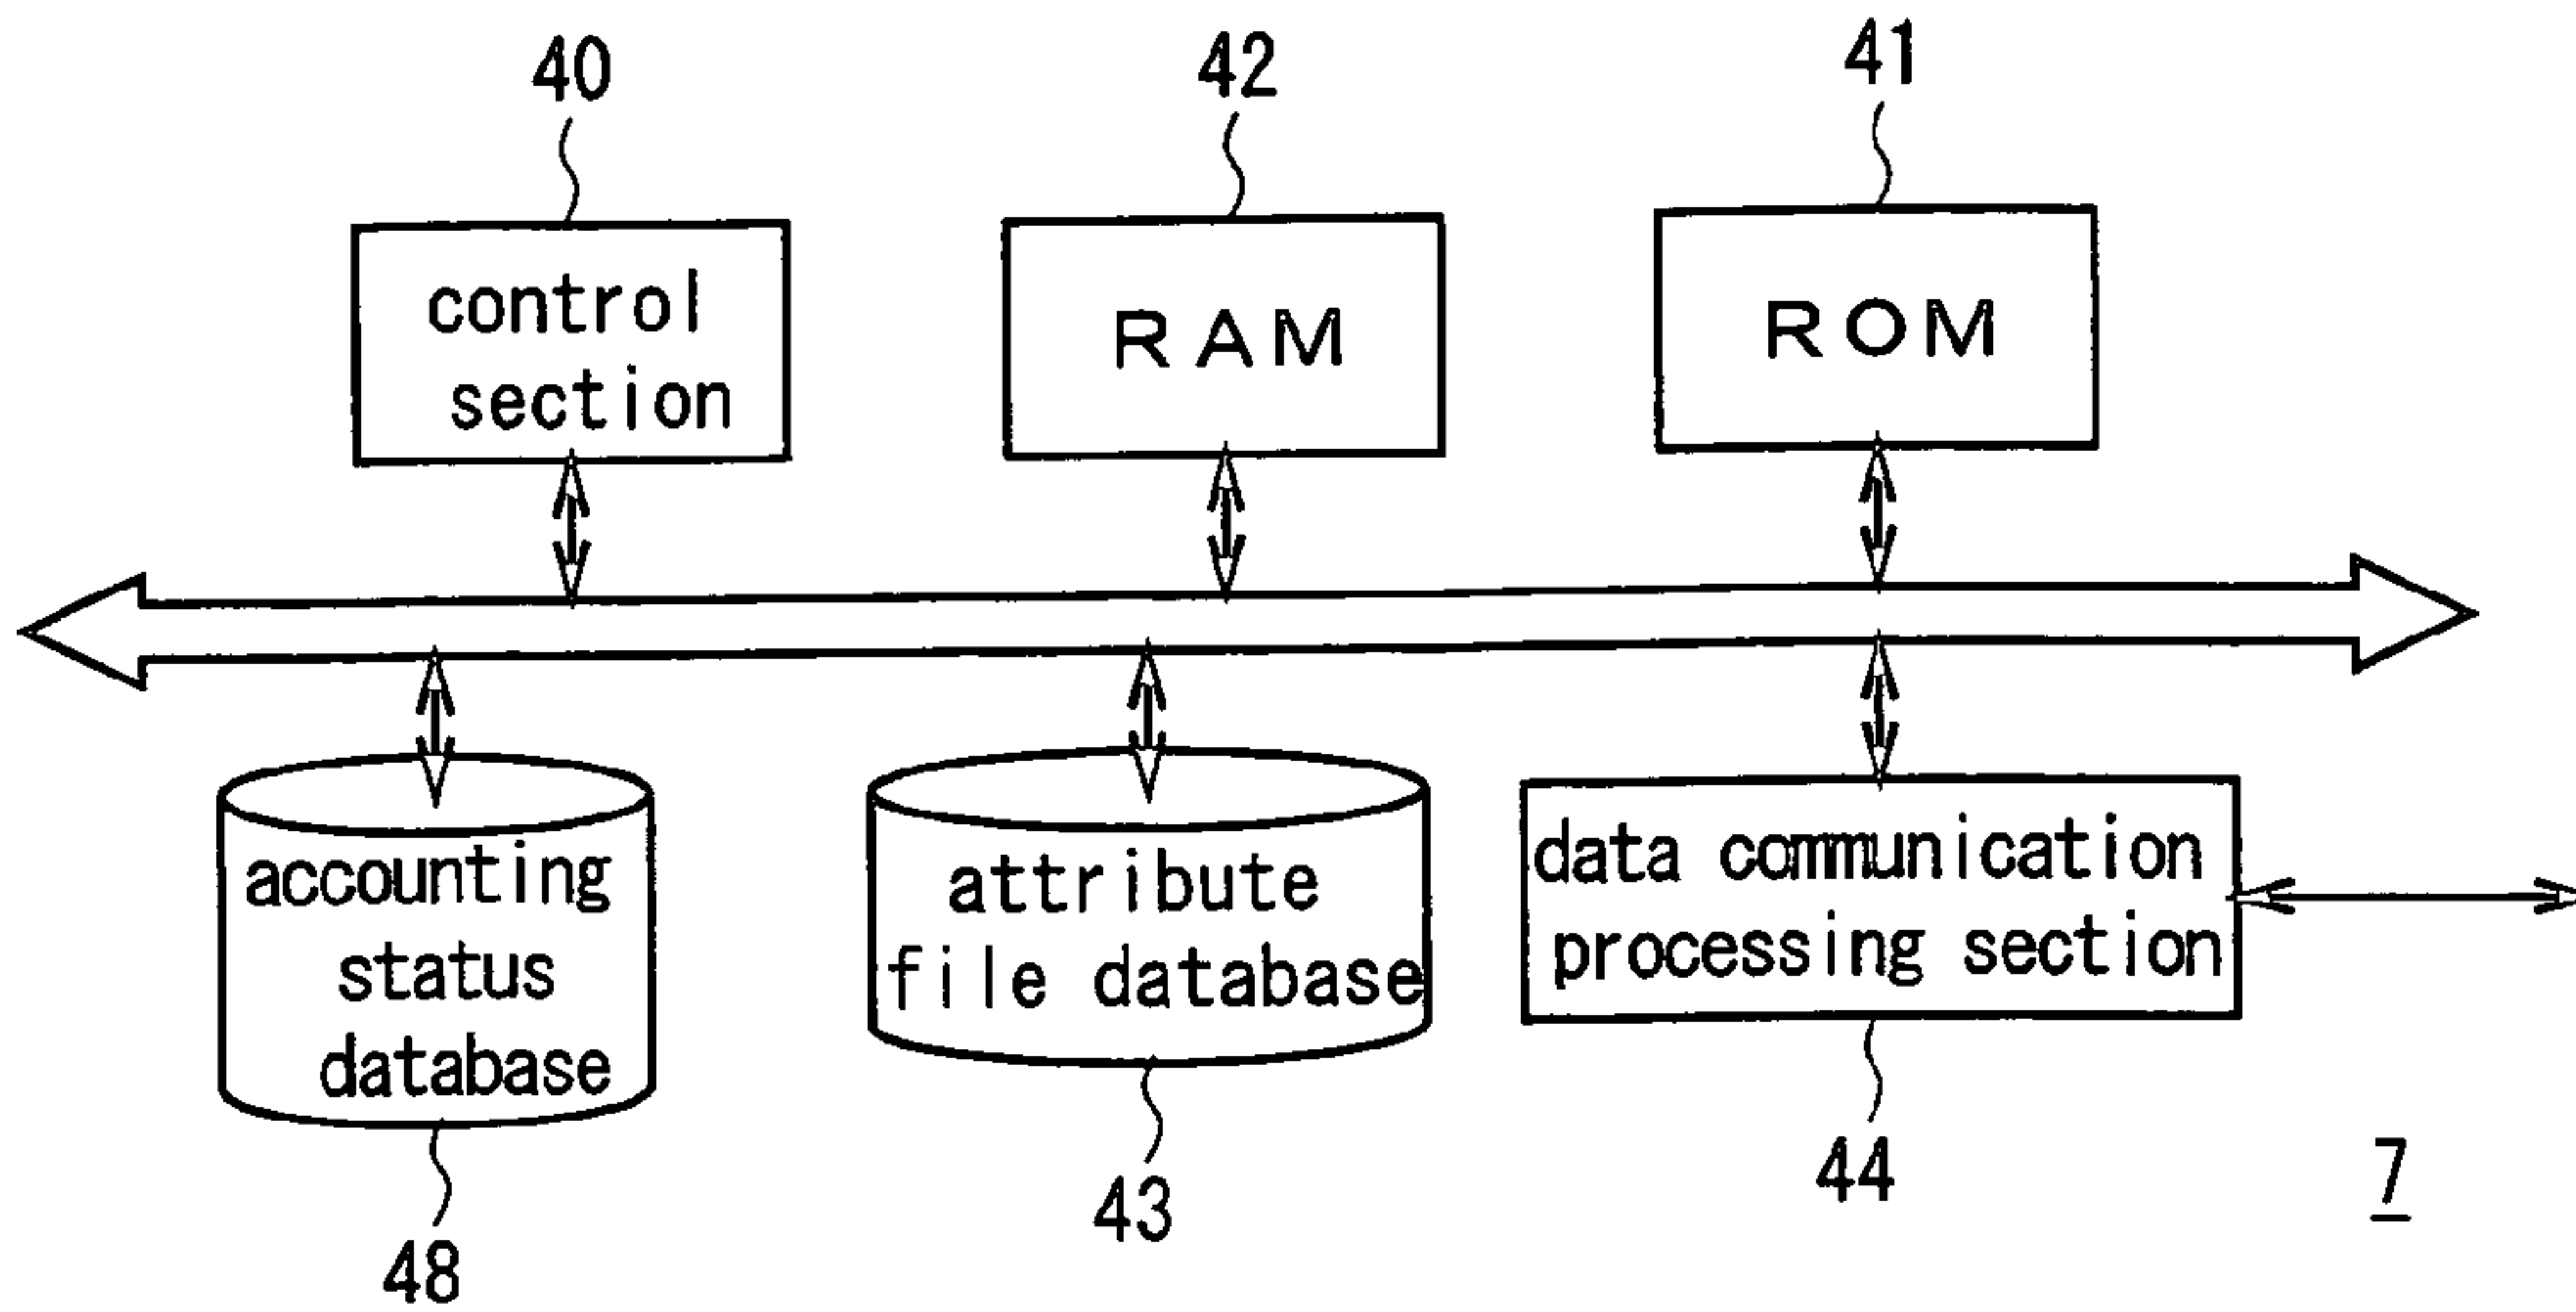 40
42
41
control
section
RAM
ROM
accounting
status
database
attribute
file database
data communication
processing section
48
43
44
7